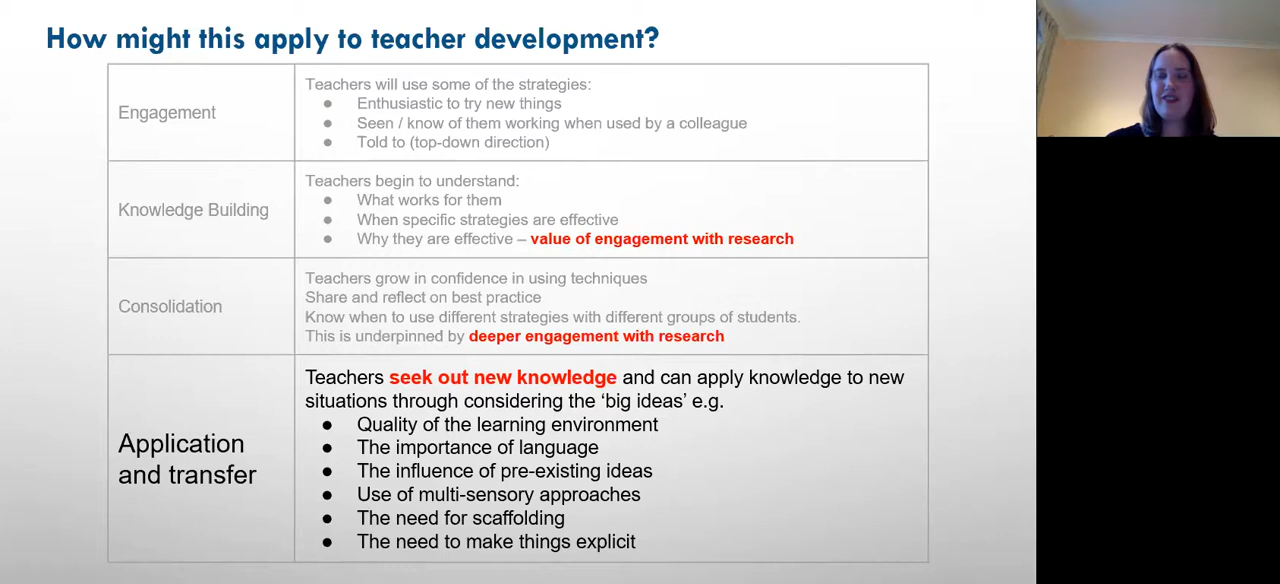 How might this apply to teacher development?
Engagement
Teachers will use some of the strategies:
● Enthusiastic to try new things
● Seen / know of them working when used by a colleague
● Told to (top-down direction)
Knowledge Building
Teachers begin to understand:
● What works for them
● When specific strategies are effective
● Why they are effective – value of engagement with research
Consolidation
Teachers grow in confidence in using techniques
Share and reflect on best practice
Know when to use different strategies with different groups of students.
This is underpinned by deeper engagement with research
Application
and transfer
Teachers seek out new knowledge and can apply knowledge to new
situations through considering the ‘big ideas’ e.g.
● Quality of the learning environment
● The importance of language
● The influence of pre-existing ideas
● Use of multi-sensory approaches
● The need for scaffolding
● The need to make things explicit